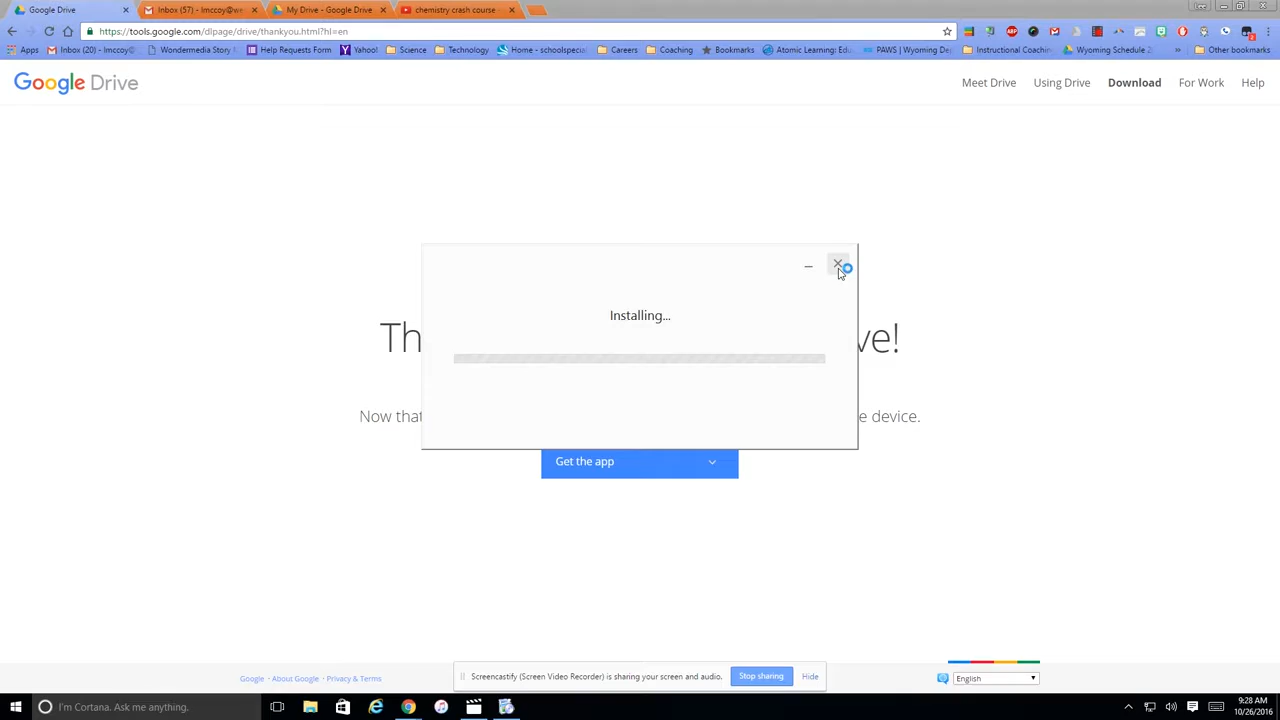 Google Drive
Inbox (57) - lmccoy@we
My Drive - Google Drive
chemistry crash course
https://tools.google.com/dlpage/drive/thankyou.html?hl=en
Apps
Inbox (20) - lmccoy@
Wondermedia Story
Help Requests Form
Yahoo!
Science
Technology
Home - schoolspecial
Careers
Coaching
Bookmarks
Atomic Learning: Edu
PAWS | Wyoming De
Instructional Coachin
Wyoming Schedule 2
»
Other bookmarks
Google Drive
Meet Drive
Using Drive
Download
For Work
Help
Installing...
Th
ve!
Now that
e device.
Get the app
Google · About Google · Privacy & Terms
English
Screencastify (Screen Video Recorder) is sharing your screen and audio.
Stop sharing
Hide
I'm Cortana. Ask me anything.
9:28 AM
10/26/2016